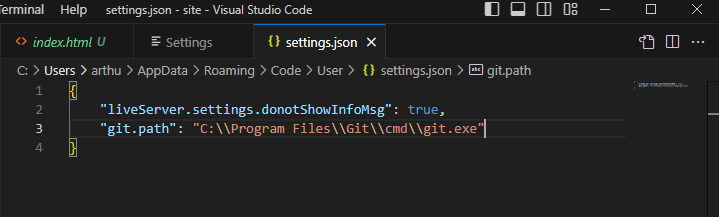 Terminal Help settings.json - site - Visual Studio Code
index.html U Settings settings.json
C: > Users > arthu > AppData > Roaming > Code > User > {} settings.json > abc git.path
1 {
2 "liveServer.settings.donotShowInfoMsg": true,
3 "git.path": "C:\\Program Files\\Git\\cmd\\git.exe"
4 }